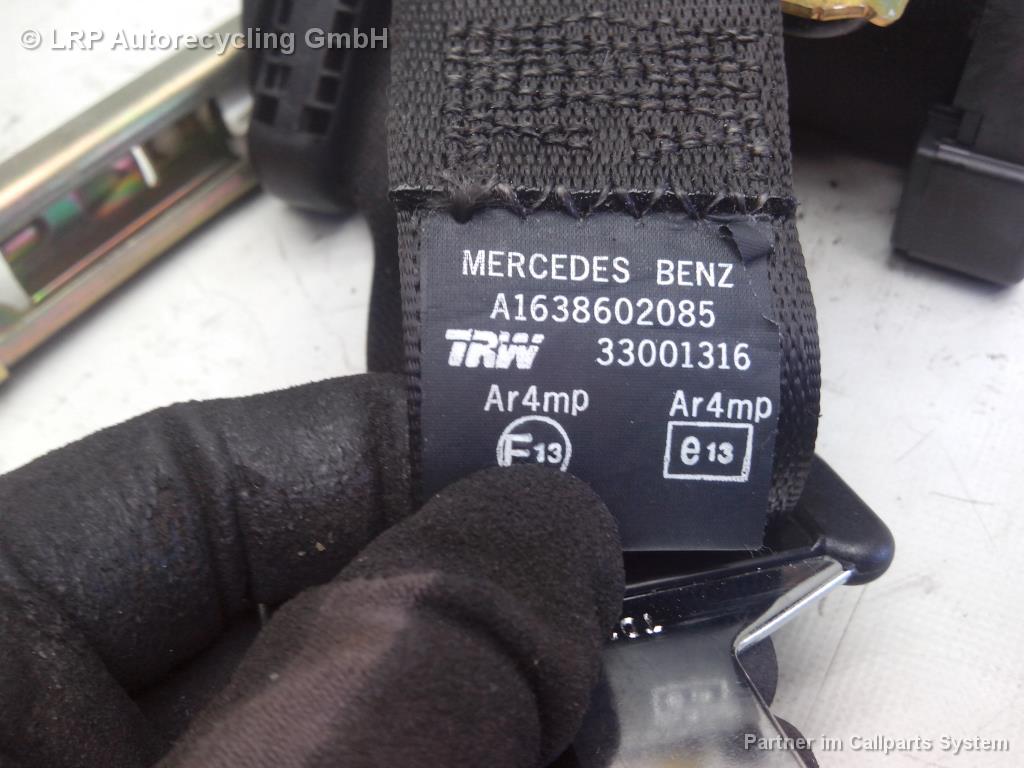 © LRP Autorecycling GmbH
MERCEDES BENZ
A1638602085
TRW 33001316
Ar4mp Ar4mp
E13 e13
Partner im Callparts System